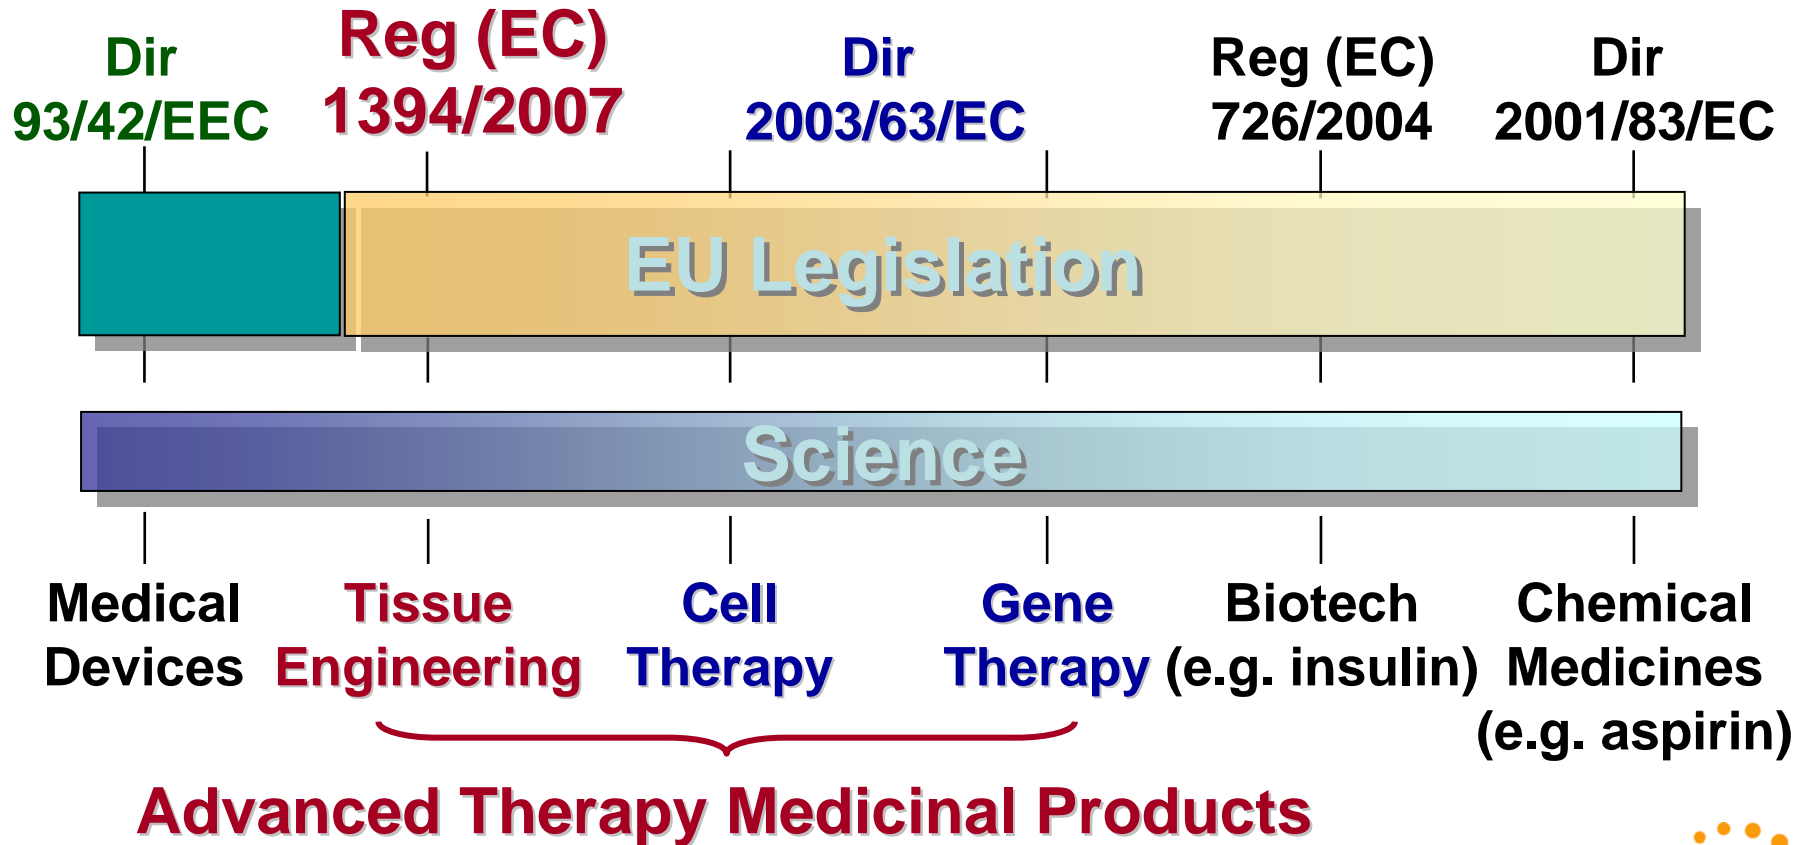 Dir
93/42/EEC
Reg (EC)
1394/2007
Dir
2003/63/EC
Reg (EC)
726/2004
Dir
2001/83/EC
EU Legislation
Science
Medical
Devices
Tissue
Engineering
Cell
Therapy
Gene
Therapy
Biotech
(e.g. insulin)
Chemical
Medicines
(e.g. aspirin)
Advanced Therapy Medicinal Products